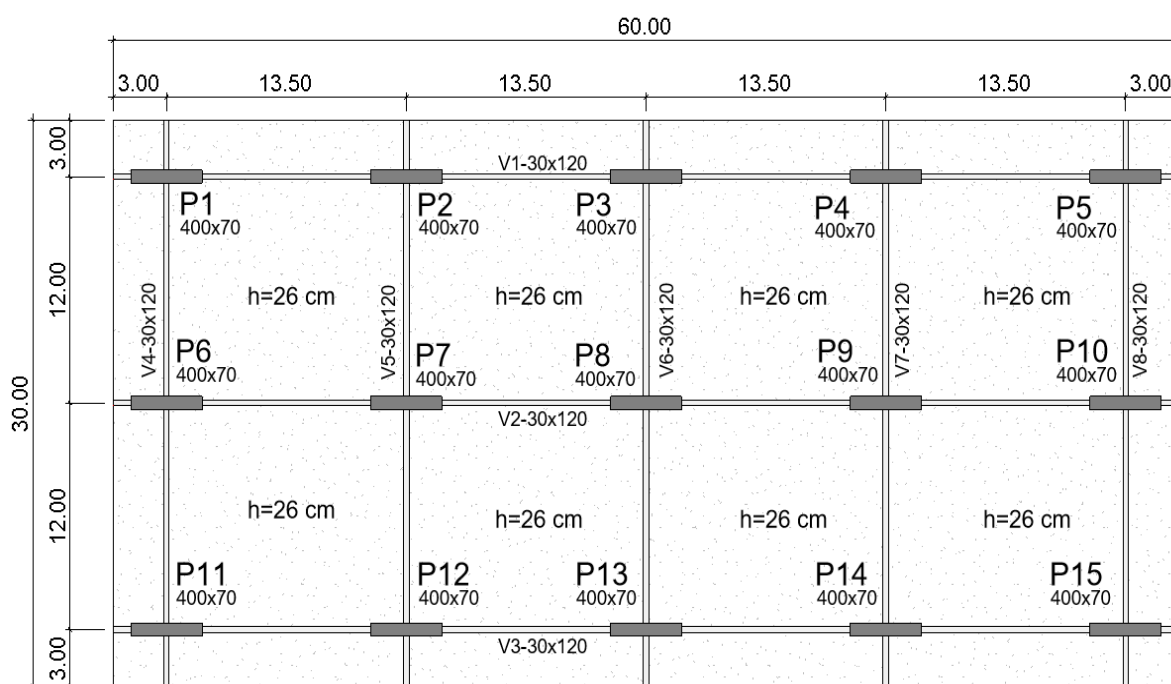 60.00
3.00 13.50 13.50 13.50 13.50 3.00
3.00
V1-30x120
P1 P2 P3 P4 P5
400x70 400x70 400x70 400x70 400x70
12.00
h=26 cm h=26 cm h=26 cm h=26 cm
V4-30x120 V5-30x120 V6-30x120 V7-30x120 V8-30x120
P6 P7 P8 P9 P10
400x70 400x70 400x70 400x70 400x70
30.00
V2-30x120
12.00
h=26 cm h=26 cm h=26 cm h=26 cm
P11 P12 P13 P14 P15
400x70 400x70 400x70 400x70 400x70
3.00
V3-30x120